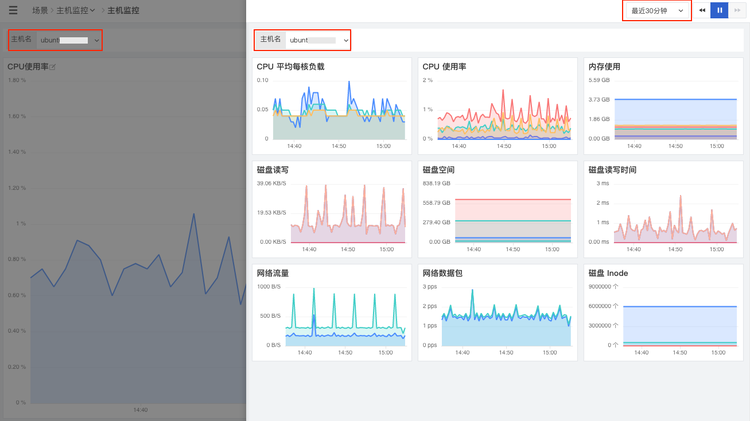 场景 > 主机监控 > 主机监控
最近30分钟
主机名 ubunt
主机名 ubunt
CPU使用率
1.80 %
1.60 %
1.40 %
1.20 %
1 %
0.80 %
0.60 %
0.40 %
0.20 %
0 %
14:40
CPU 平均每核负载
0.10
0.05
0
14:40 14:50 15:00
CPU 使用率
2 %
1 %
0 %
14:40 14:50 15:00
内存使用
5.59 GB
3.73 GB
1.86 GB
0.00 GB
14:40 14:50 15:00
磁盘读写
39.06 KB/S
19.53 KB/S
0.00 KB/S
14:40 14:50 15:00
磁盘空间
838.19 GB
558.79 GB
279.40 GB
0.00 GB
14:40 14:50 15:00
磁盘读写时间
3 ms
2 ms
1 ms
0.00 ms
14:40 14:50 15:00
网络流量
1000 B/S
500 B/S
0 B/S
14:40 14:50 15:00
网络数据包
3 pps
2 pps
1 pps
0 pps
14:40 14:50 15:00
磁盘 Inode
9000000 个
6000000 个
3000000 个
0 个
14:40 14:50 15:00